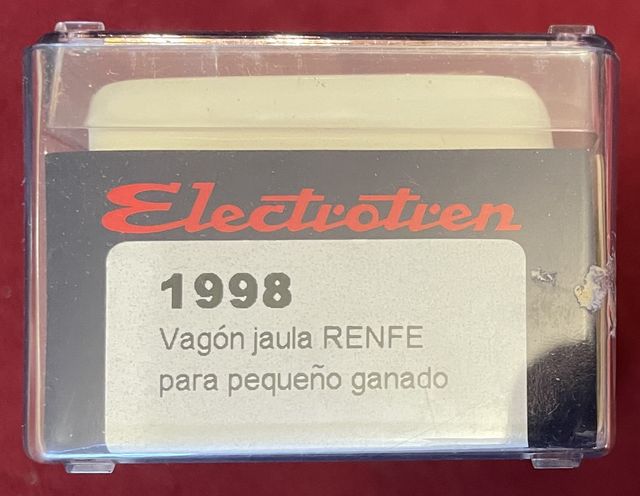 Electrotren
1998
Vagón jaula RENFE
para pequeño ganado